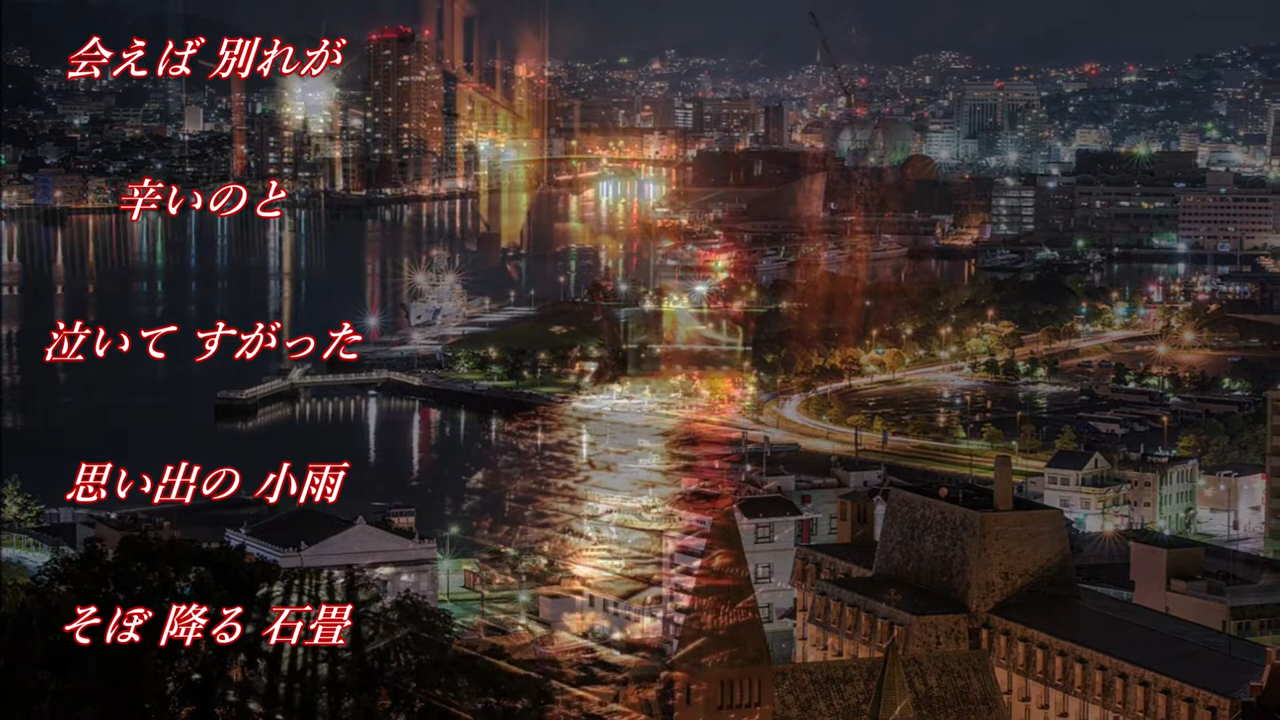 会えば 別れが
辛いのと
泣いて すがった
思い出の 小雨
そぼ 降る 石畳